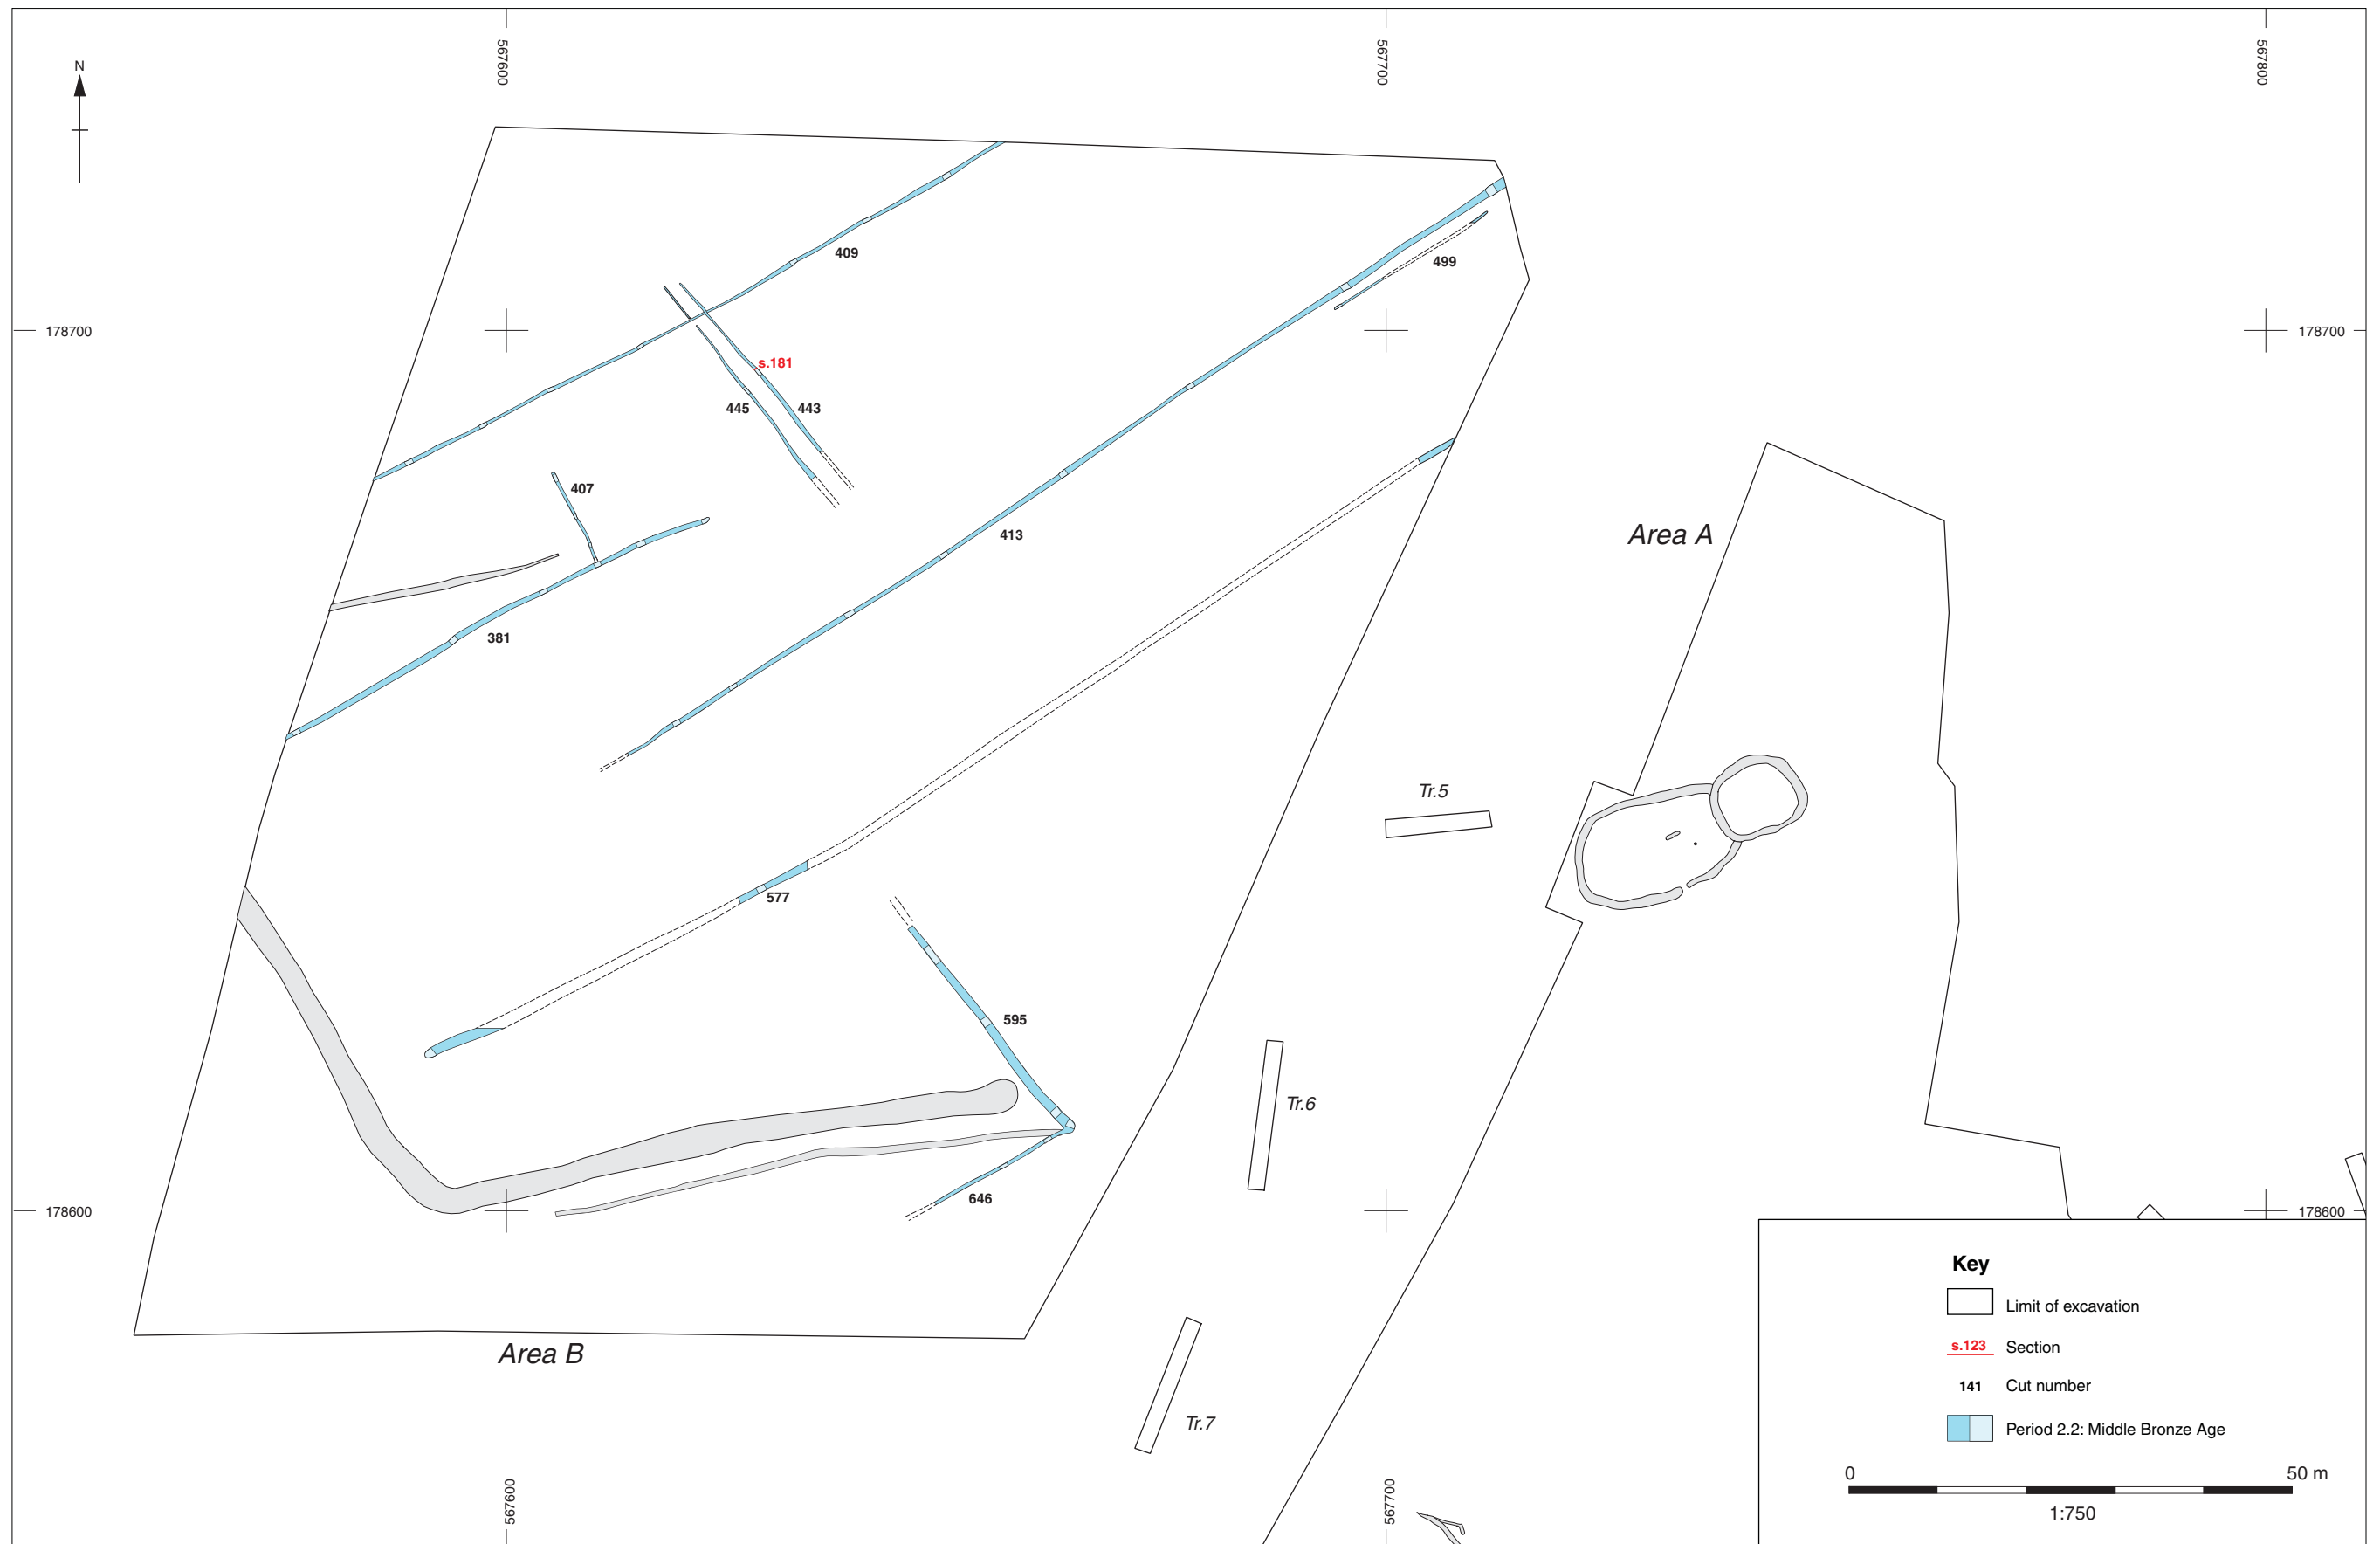 567600
567700
567800
N
409
499
178700
178700
s.181
445
443
407
413
Area A
381
Tr.5
577
595
Tr.6
646
178600
178600
Area B
Tr.7
567600
567700
Key
Limit of excavation
s.123 Section
141 Cut number
Period 2.2: Middle Bronze Age
0 50 m
1:750